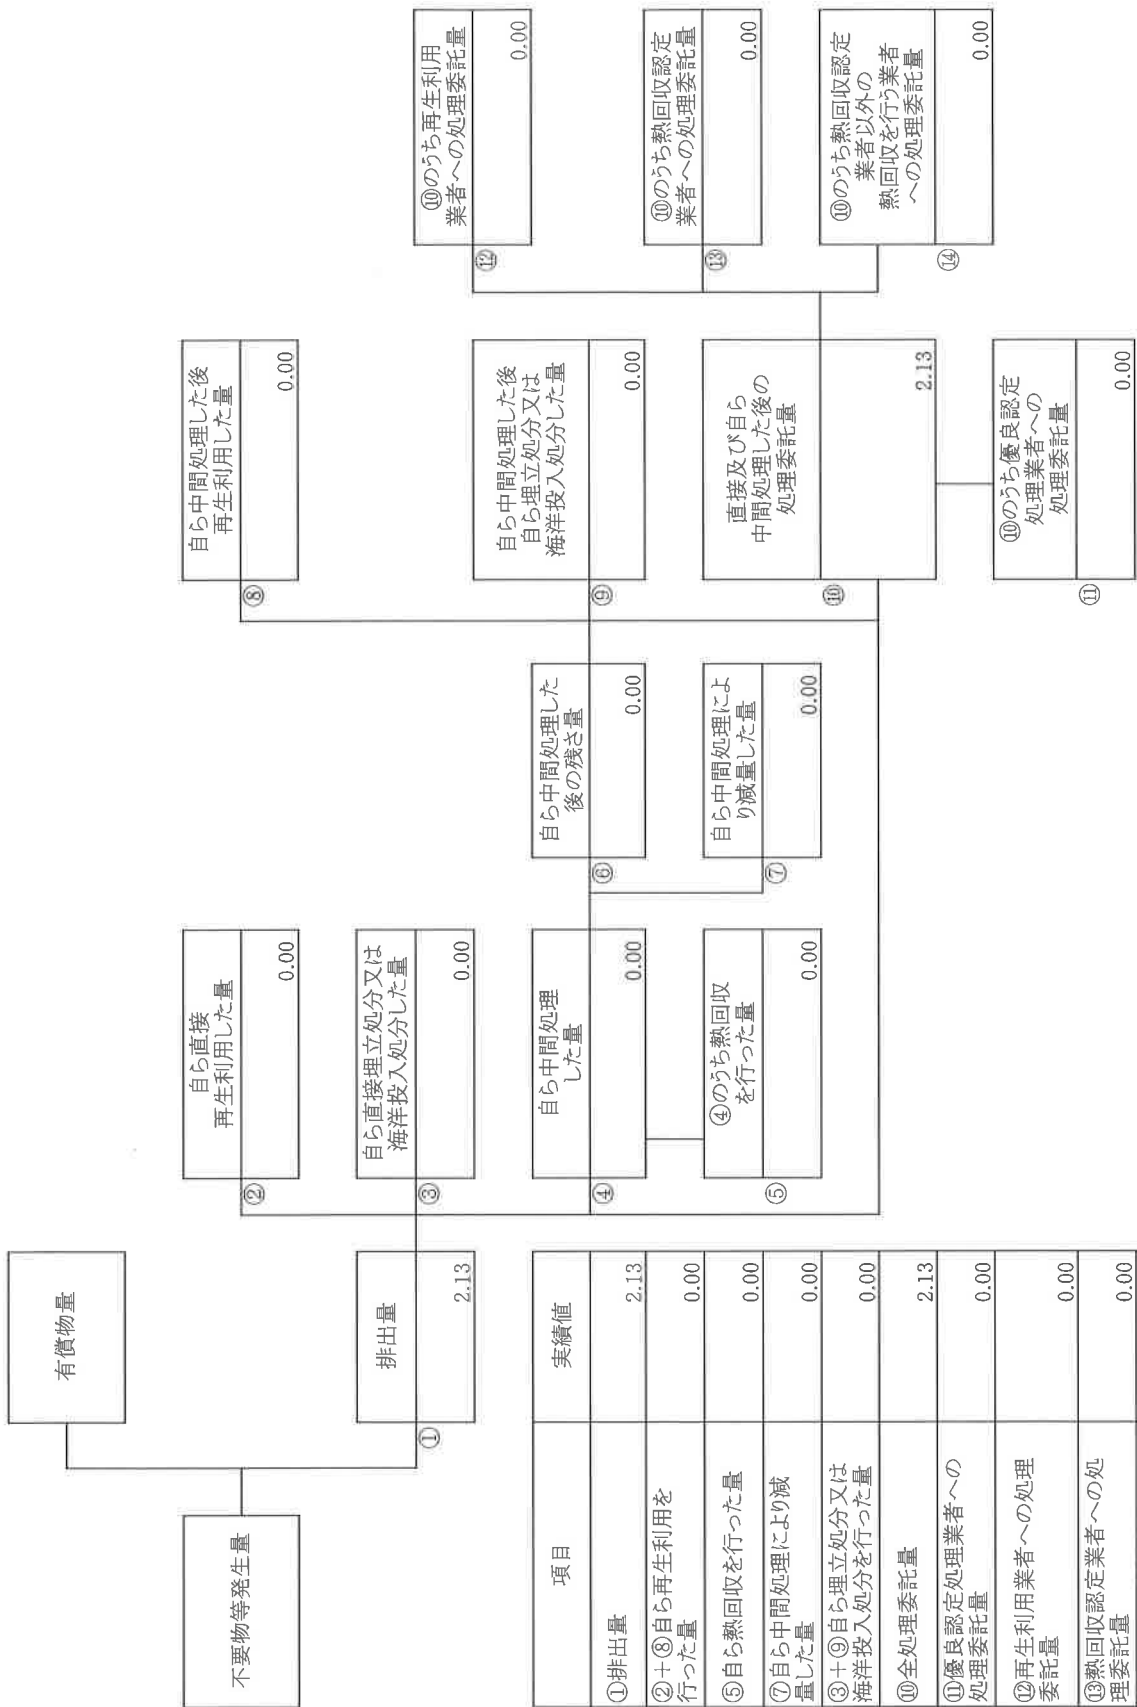 不要物等発生量
有償物量
排出量
①
2.13
自ら直接
再生利用した量
②
0.00
自ら直接埋立処分又は
海洋投入処分した量
③
0.00
自ら中間処理
した量
④
0.00
④のうち熱回収
を行った量
⑤
0.00
自ら中間処理した
後の残さ量
⑥
0.00
自ら中間処理によ
り減量した量
⑦
0.00
自ら中間処理した後
再生利用した量
⑧
0.00
自ら中間処理した後
自ら埋立処分又は
海洋投入処分した量
⑨
0.00
直接及び自ら
中間処理した後の
処理委託量
⑩
2.13
⑩のうち優良認定
処理業者への
処理委託量
⑪
0.00
⑩のうち再生利用
業者への処理委託量
⑫
0.00
⑩のうち熱回収認定
業者への処理委託量
⑬
0.00
⑩のうち熱回収認定
業者以外の
熱回収を行う業者
への処理委託量
⑭
0.00
項目 実績値
①排出量 2.13
②+⑧自ら再生利用を
行った量 0.00
⑤自ら熱回収を行った量 0.00
⑦自ら中間処理により減
量した量 0.00
③+⑨自ら埋立処分又は
海洋投入処分を行った量 0.00
⑩全処理委託量 2.13
⑪優良認定処理業者への
処理委託量 0.00
⑫再生利用業者への処理
委託量 0.00
⑬熱回収認定業者への処
理委託量 0.00